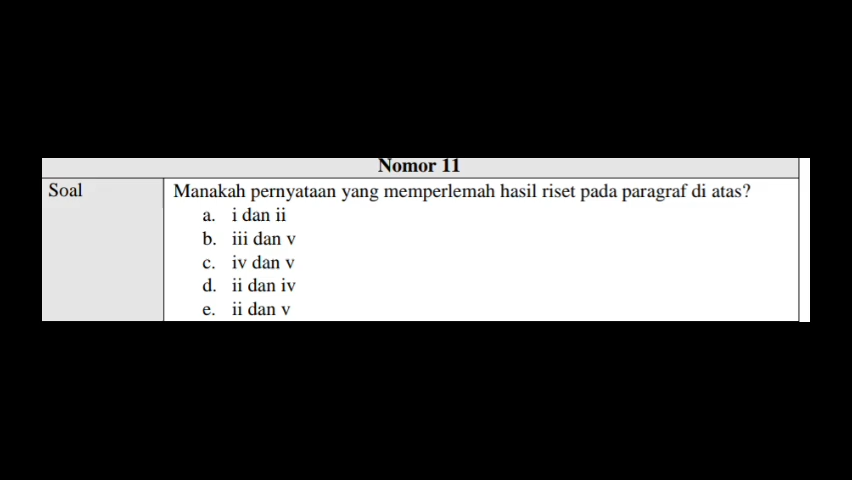 Nomor 11
Soal
Manakah pernyataan yang memperlemah hasil riset pada paragraf di atas?
a. i dan ii
b. iii dan v
c. iv dan v
d. ii dan iv
e. ii dan v